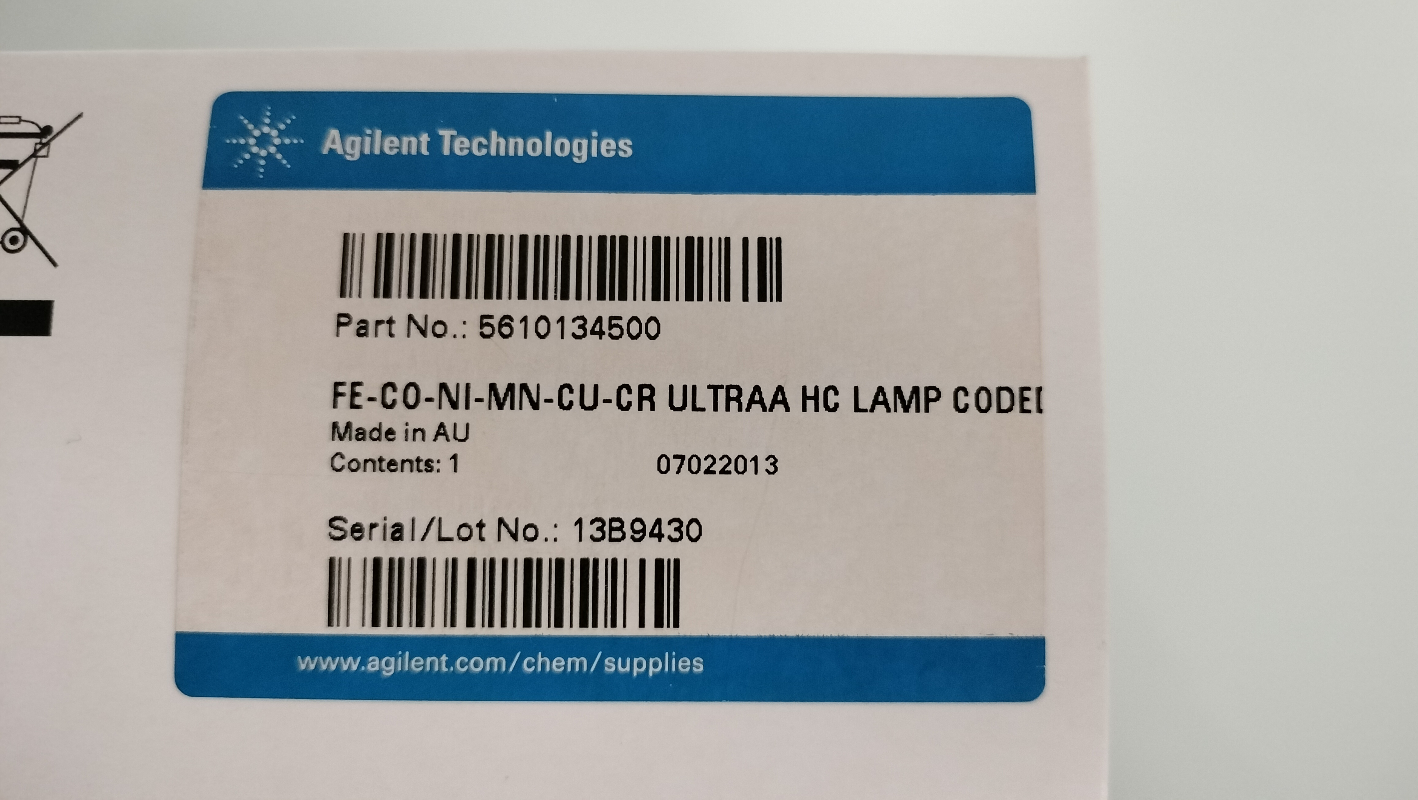 Agilent Technologies
Part No.: 5610134500
FE-CO-NI-MN-CU-CR ULTRAA HC LAMP CODED
Made in AU
Contents: 1 07022013
Serial/Lot No.: 13B9430
www.agilent.com/chem/supplies